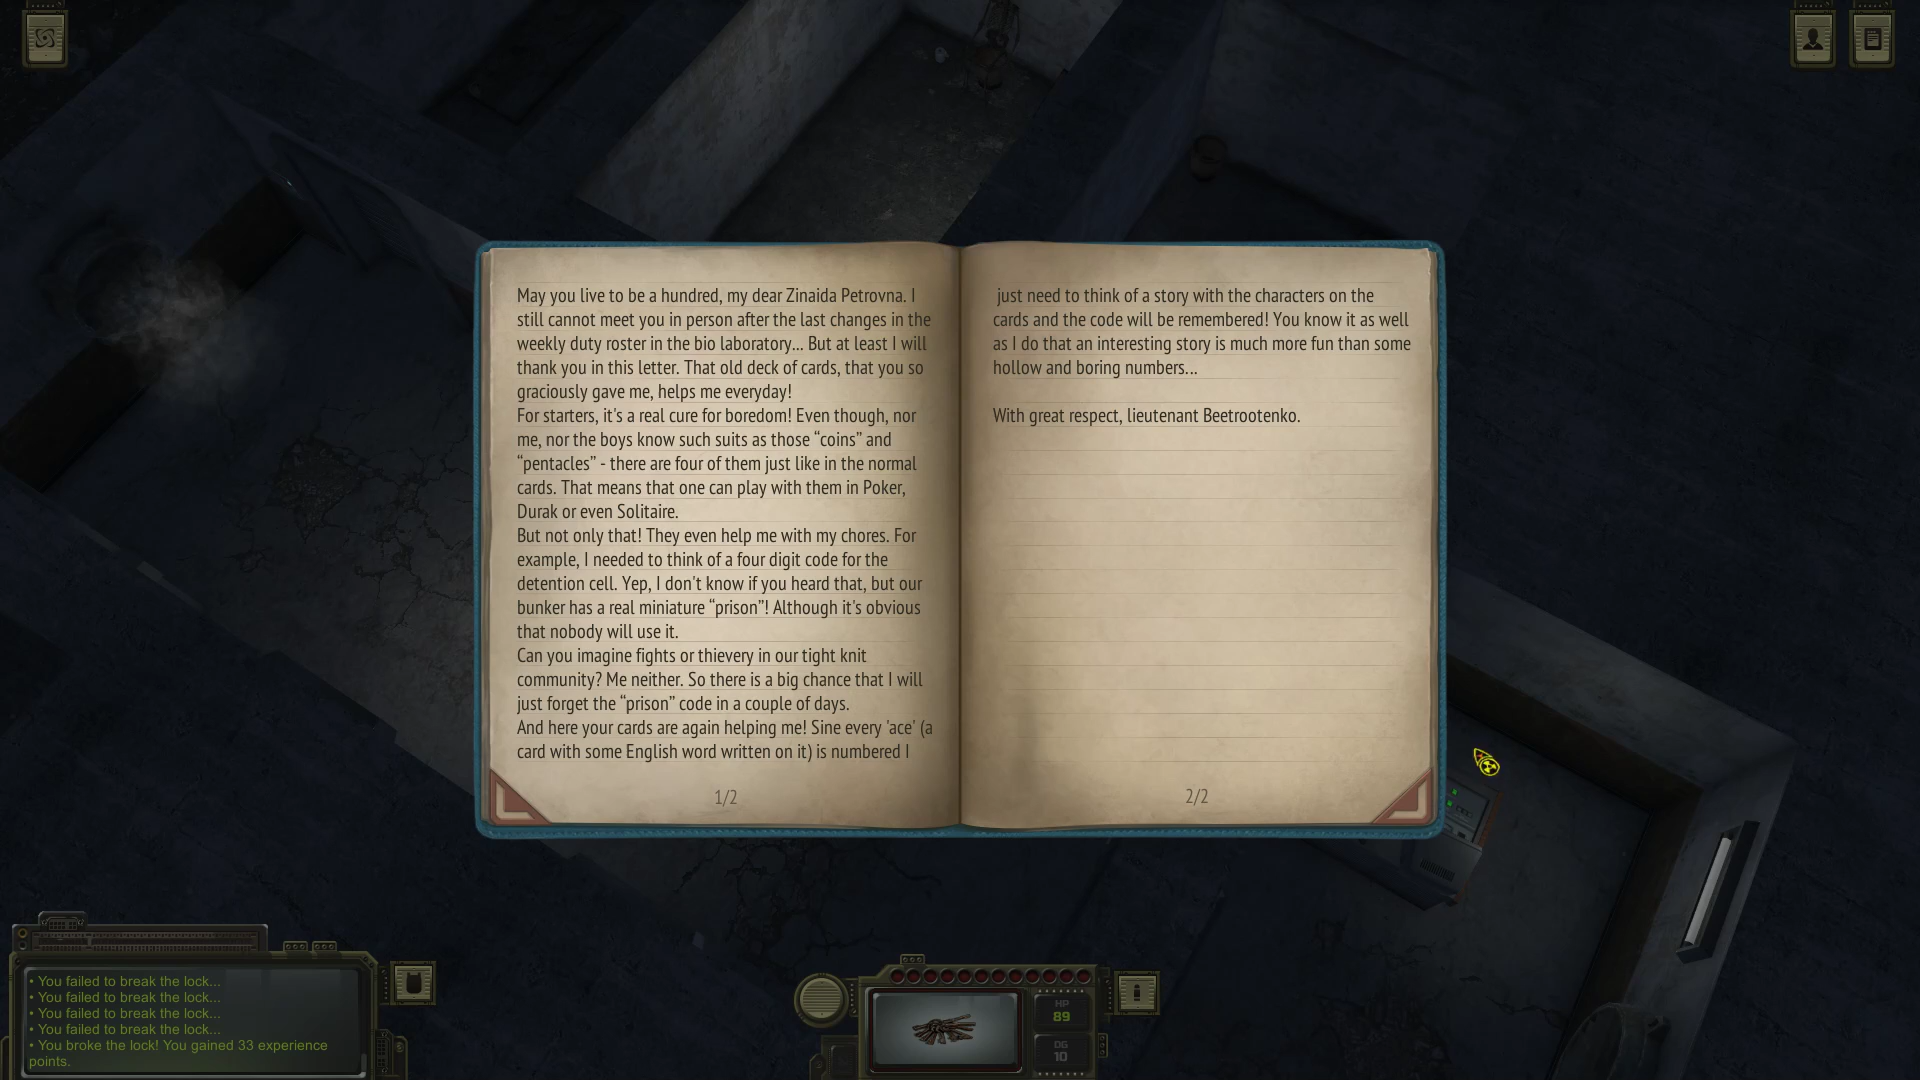 May you live to be a hundred, my dear Zinaida Petrovna. I
still cannot meet you in person after the last changes in the
weekly duty roster in the bio laboratory... But at least I will
thank you in this letter. That old deck of cards, that you so
graciously gave me, helps me everyday!
For starters, it's a real cure for boredom! Even though, nor
me, nor the boys know such suits as those “coins” and
“pentacles” - there are four of them just like in the normal
cards. That means that one can play with them in Poker,
Durak or even Solitaire.
But not only that! They even help me with my chores. For
example, I needed to think of a four digit code for the
detention cell. Yep, I don't know if you heard that, but our
bunker has a real miniature “prison”! Although it's obvious
that nobody will use it.
Can you imagine fights or thievery in our tight knit
community? Me neither. So there is a big chance that I will
just forget the “prison” code in a couple of days.
And here your cards are again helping me! Sine every 'ace' (a
card with some English word written on it) is numbered I
1/2
just need to think of a story with the characters on the
cards and the code will be remembered! You know it as well
as I do that an interesting story is much more fun than some
hollow and boring numbers...
With great respect, lieutenant Beetrootenko.
2/2
• You failed to break the lock...
• You failed to break the lock...
• You failed to break the lock...
• You failed to break the lock...
• You broke the lock! You gained 33 experience
points.
HP
89
DG
10